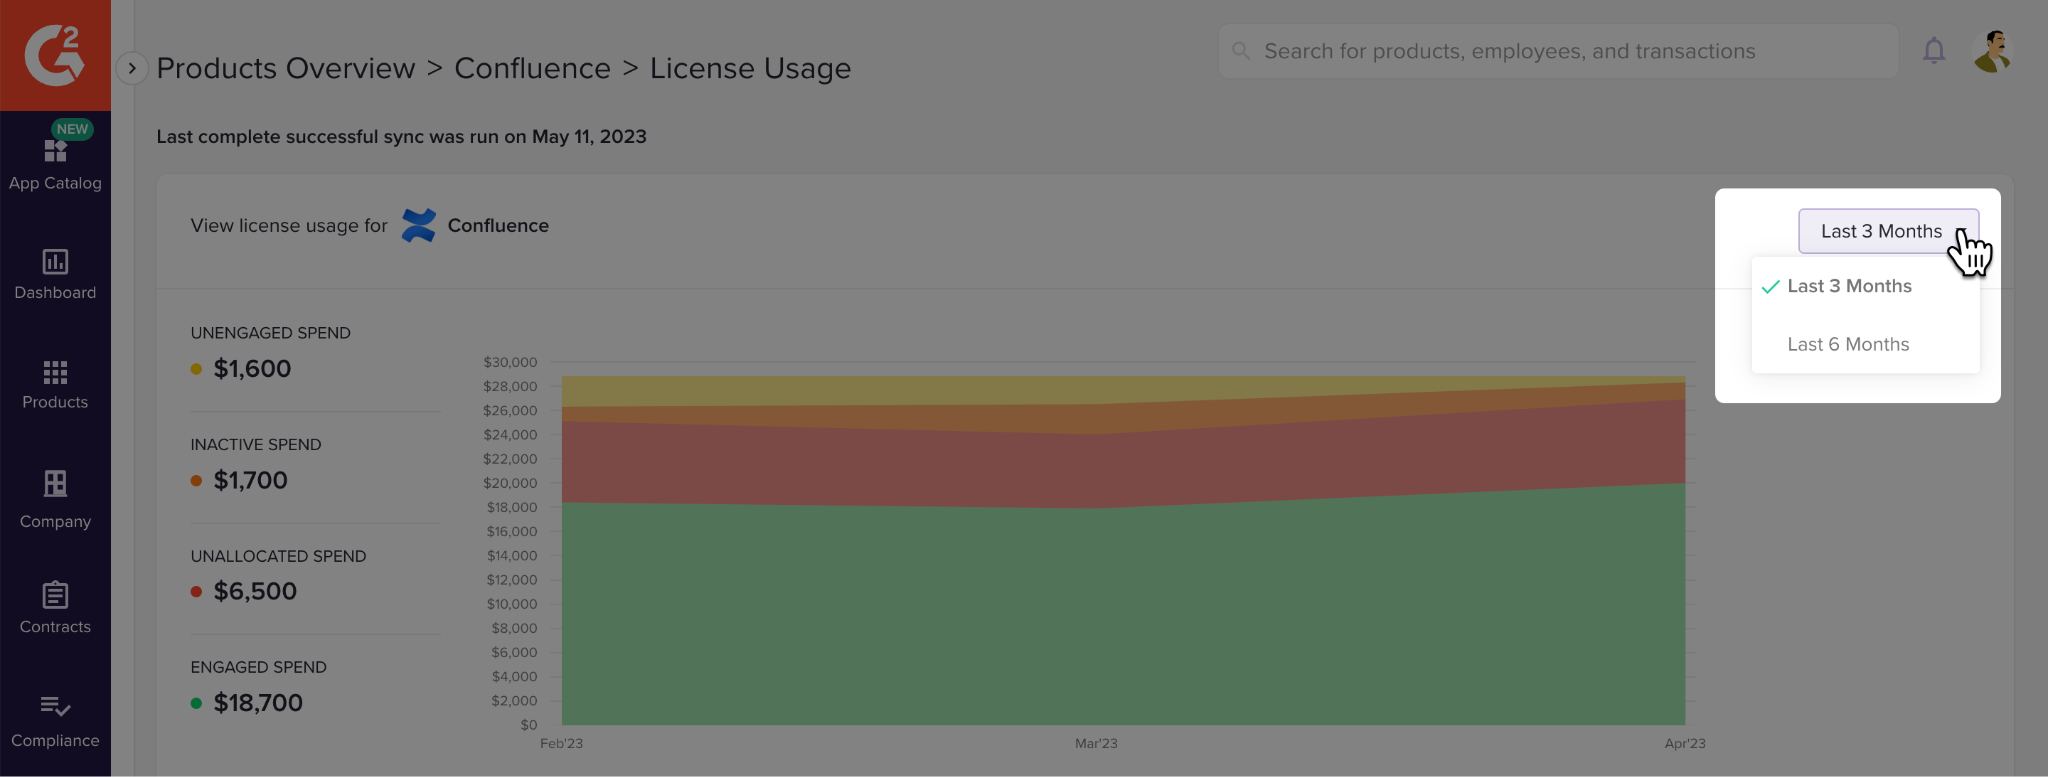 G2
Products Overview > Confluence > License Usage
Search for products, employees, and transactions
Last complete successful sync was run on May 11, 2023
NEW
App Catalog
Dashboard
Products
Company
Contracts
Compliance
View license usage for Confluence
Last 3 Months
Last 3 Months
Last 6 Months
UNENGAGED SPEND
$1,600
INACTIVE SPEND
$1,700
UNALLOCATED SPEND
$6,500
ENGAGED SPEND
$18,700
$30,000
$28,000
$26,000
$24,000
$22,000
$20,000
$18,000
$16,000
$14,000
$12,000
$10,000
$8,000
$6,000
$4,000
$2,000
$0
Feb'23 Mar'23 Apr'23